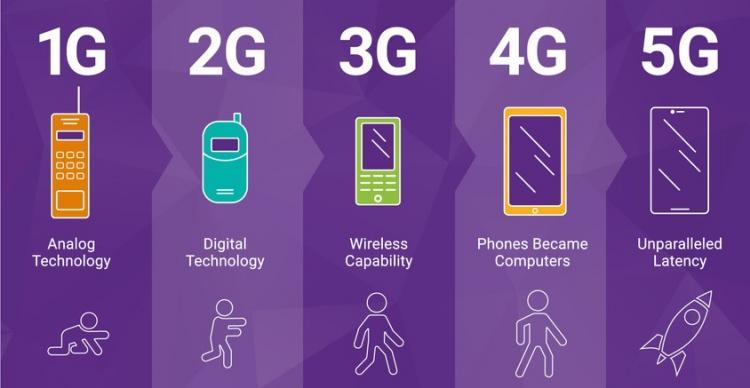 1G
2G
3G
4G
5G
Analog
Technology
Digital
Technology
Wireless
Capability
Phones Became
Computers
Unparalleled
Latency